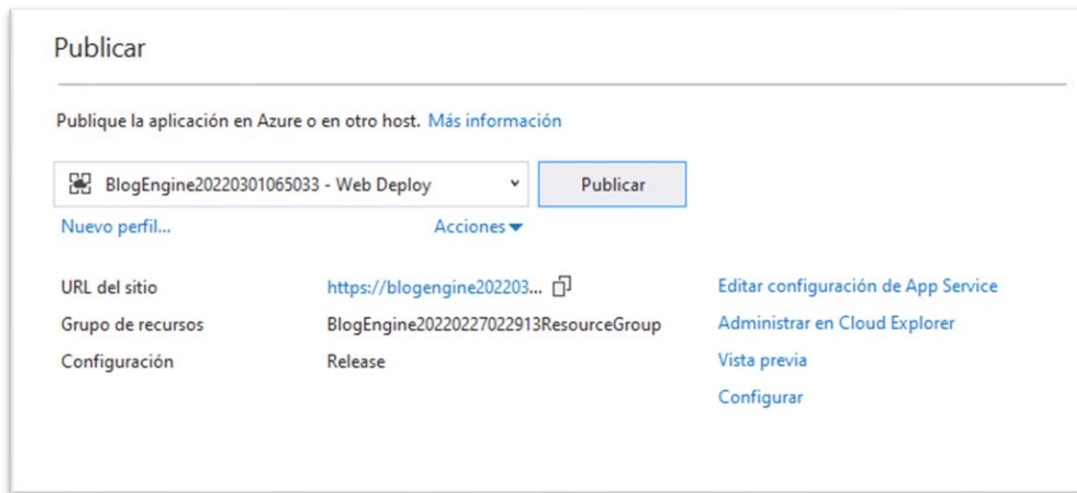 Publicar
Publique la aplicación en Azure o en otro host. Más información
BlogEngine20220301065033 - Web Deploy
Publicar
Nuevo perfil...
Acciones
URL del sitio
https://blogengine202203...
Editar configuración de App Service
Grupo de recursos
BlogEngine20220227022913ResourceGroup
Administrar en Cloud Explorer
Configuración
Release
Vista previa
Configurar